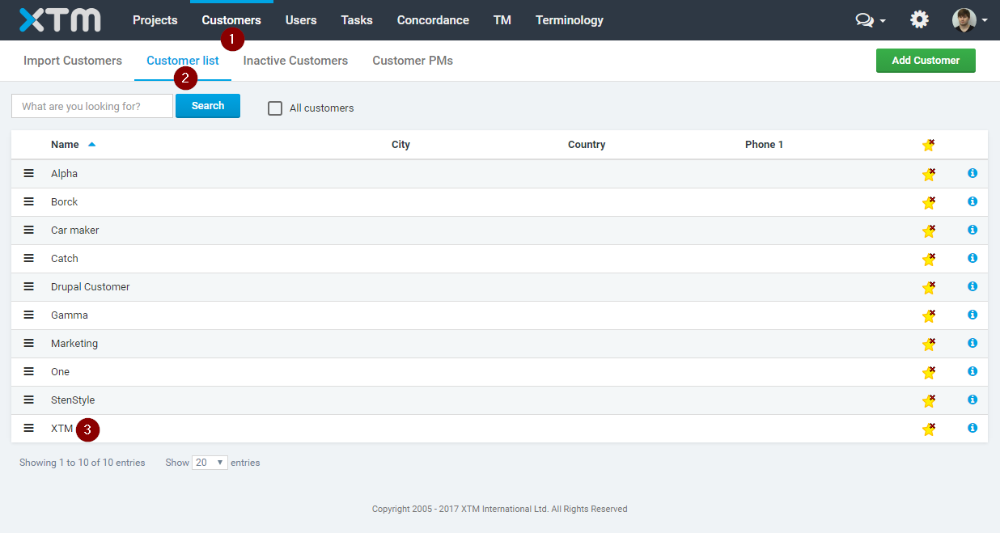 XTM Projects Customers Users Tasks Concordance TM Terminology
1
Import Customers Customer list Inactive Customers Customer PMs Add Customer
2
What are you looking for? Search All customers
Name City Country Phone 1
Alpha
Borck
Car maker
Catch
Drupal Customer
Gamma
Marketing
One
StenStyle
XTM 3
Showing 1 to 10 of 10 entries Show 20 entries
Copyright 2005 - 2017 XTM International Ltd. All Rights Reserved